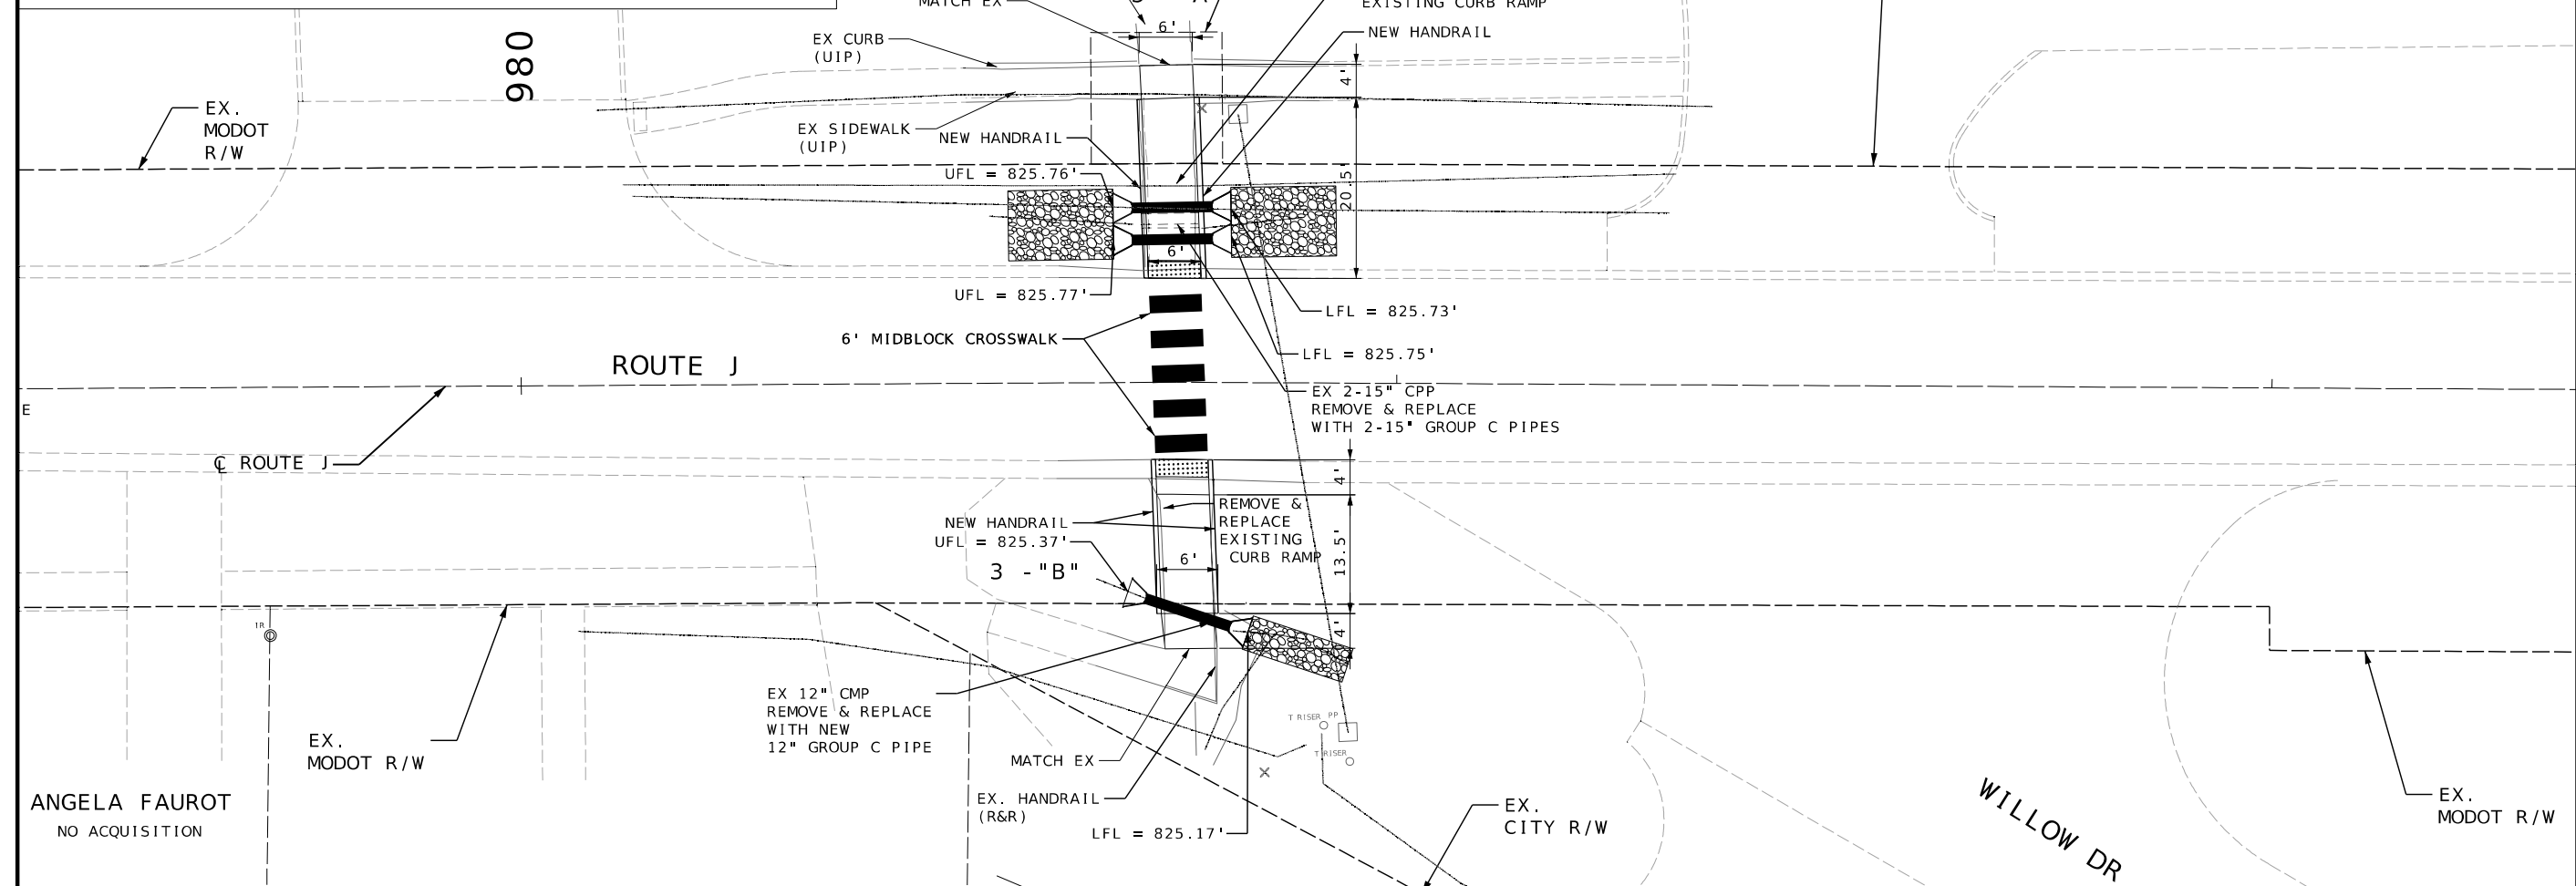 MATCH EX
EXISTING CURB RAMP
6'
EX CURB
(UIP)
NEW HANDRAIL
980
4'
EX.
MODOT
R/W
EX SIDEWALK
(UIP)
NEW HANDRAIL
UFL = 825.76'
20.5'
6'
UFL = 825.77'
LFL = 825.73'
6' MIDBLOCK CROSSWALK
LFL = 825.75'
ROUTE J
EX 2-15" CPP
REMOVE & REPLACE
WITH 2-15" GROUP C PIPES
E
℄ ROUTE J
4'
REMOVE &
REPLACE
EXISTING
CURB RAMP
NEW HANDRAIL
UFL = 825.37'
13.5'
6'
3 -"B"
4'
IR
EX 12" CMP
REMOVE & REPLACE
WITH NEW
12" GROUP C PIPE
T RISER PP
T RISER
EX.
MODOT R/W
MATCH EX
ANGELA FAUROT
NO ACQUISITION
EX. HANDRAIL
(R&R)
LFL = 825.17'
EX.
CITY R/W
WILLOW DR
EX.
MODOT R/W